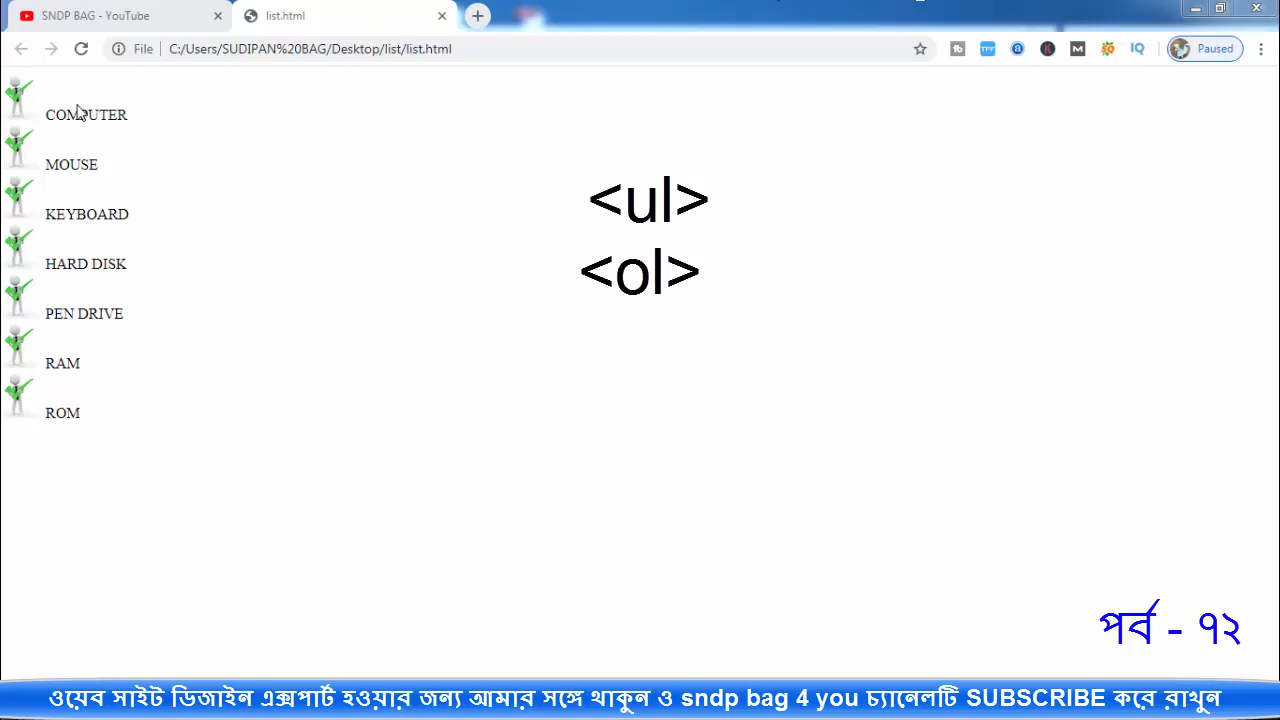 SNDP BAG - YouTube
list.html
File
C:/Users/SUDIPAN%20BAG/Desktop/list/list.html
TFF
a
K
M
IQ
Paused
COMPUTER
MOUSE
KEYBOARD
HARD DISK
PEN DRIVE
RAM
ROM
<ul>
<ol>
পর্ব - ১২
ওয়েব সাইট ডিজাইন এক্সপার্ট হওয়ার জন্য আমার সঙ্গে থাকুন ও sndp bag 4 you চ্যানেলটি SUBSCRIBE করে রাখুন